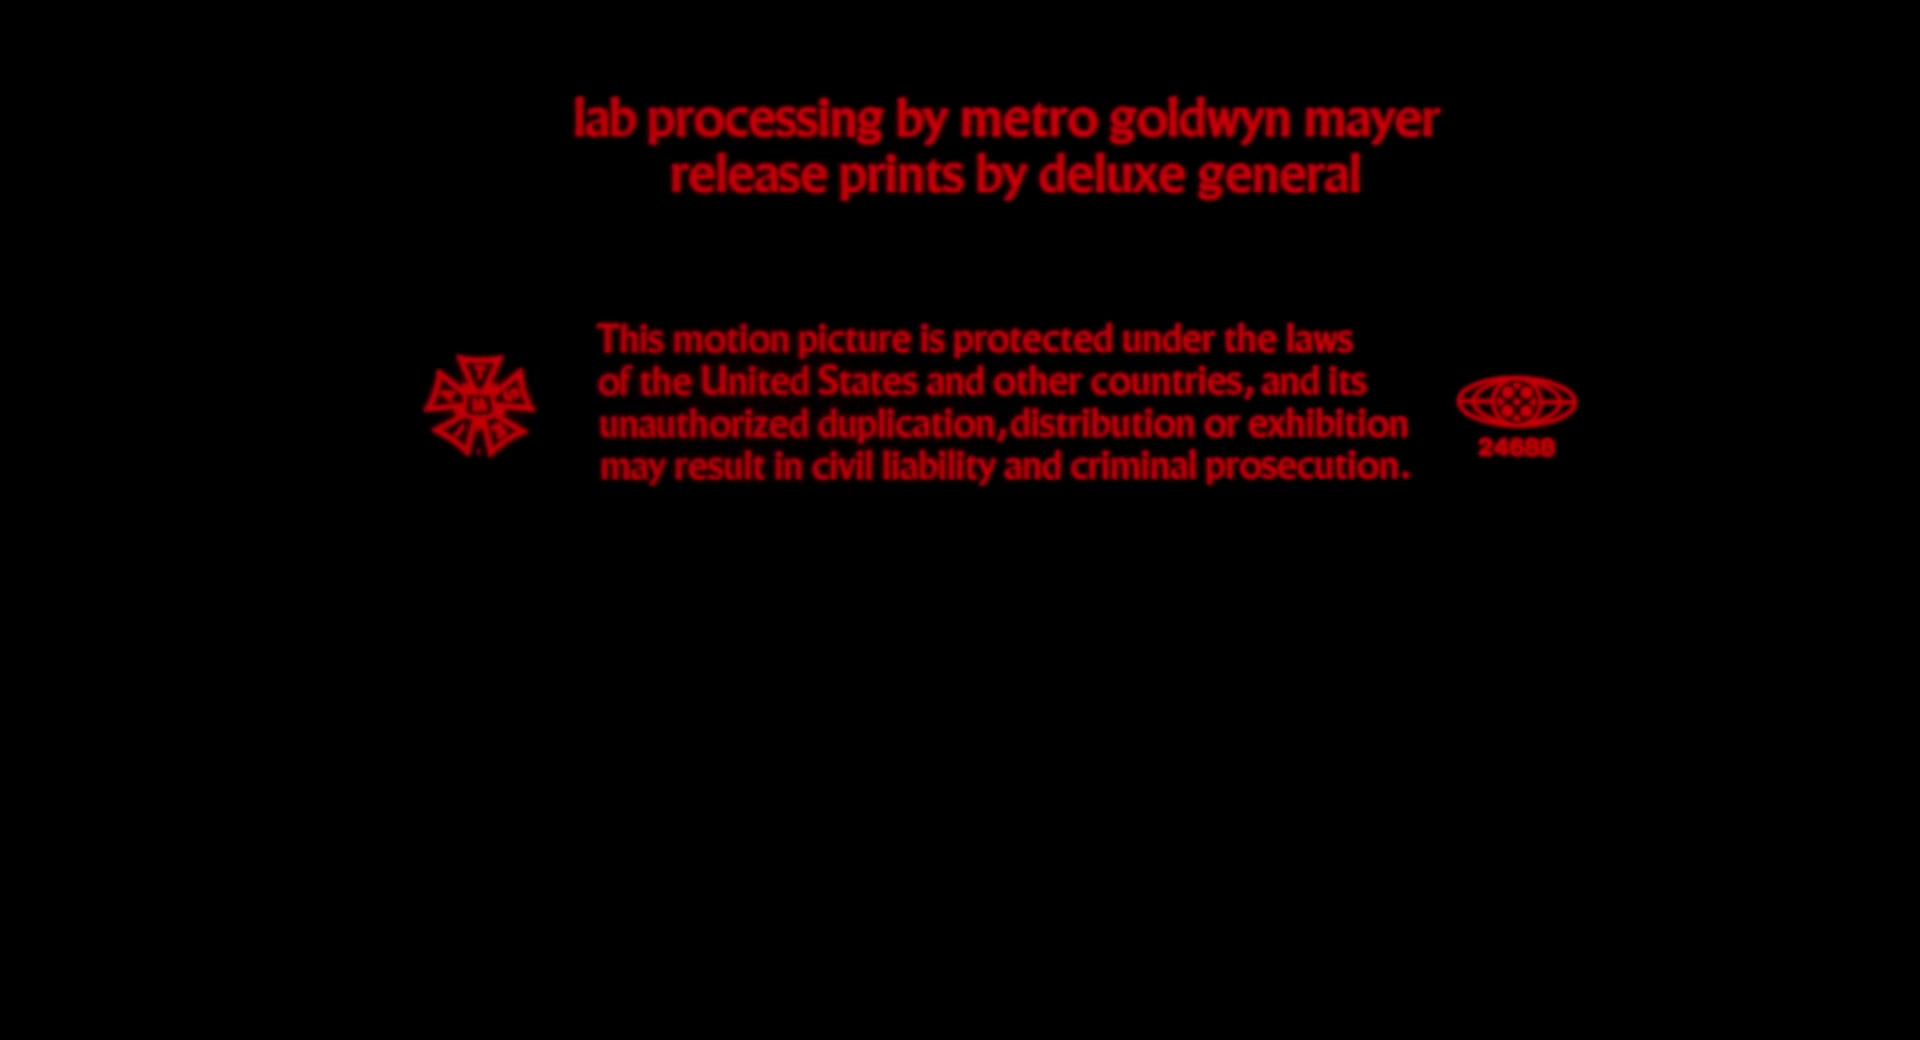 lab processing by metro goldwyn mayer
release prints by deluxe general
This motion picture is protected under the laws
of the United States and other countries, and its
unauthorized duplication, distribution or exhibition
may result in civil liability and criminal prosecution.
24688